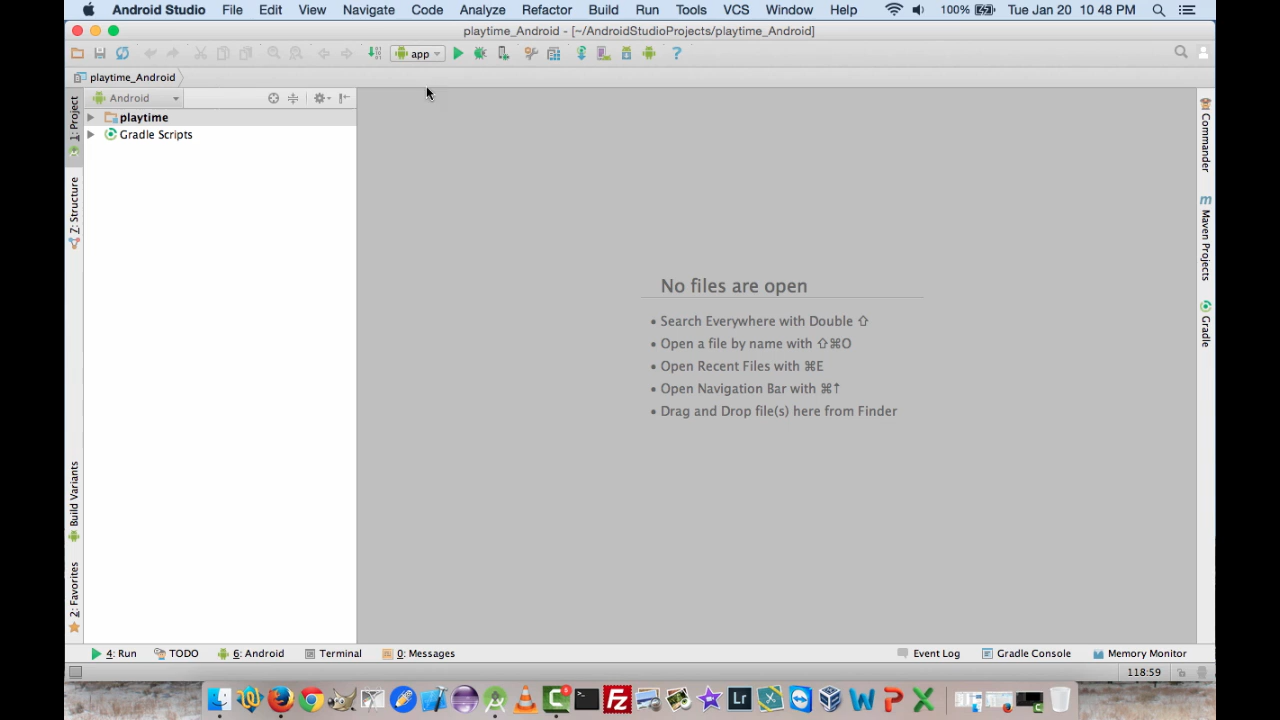 Android Studio File Edit View Navigate Code Analyze Refactor Build Run Tools VCS Window Help 100% Tue Jan 20 10:48 PM
playtime_Android - [~/AndroidStudioProjects/playtime_Android]
app ?
playtime_Android
Android
playtime
Gradle Scripts
1: Project
Z: Structure
Build Variants
2: Favorites
No files are open
• Search Everywhere with Double ⇧
• Open a file by name with ⇧⌘O
• Open Recent Files with ⌘E
• Open Navigation Bar with ⌘↑
• Drag and Drop file(s) here from Finder
Commander
m Maven Projects
Gradle
4: Run TODO 6: Android Terminal 0: Messages Event Log Gradle Console Memory Monitor
118:59
C Fz Lr W P X